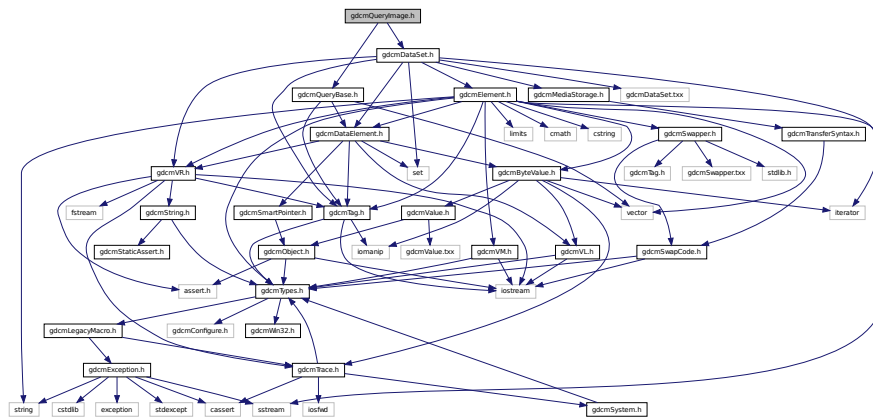 gdcmQueryImage.h
gdcmDataSet.h
gdcmQueryBase.h
gdcmElement.h
gdcmMediaStorage.h
gdcmDataSet.txx
gdcmDataElement.h
limits
cmath
cstring
gdcmSwapper.h
gdcmTransferSyntax.h
gdcmVR.h
set
gdcmByteValue.h
gdcmTag.h
gdcmSwapper.txx
stdlib.h
fstream
gdcmString.h
gdcmSmartPointer.h
gdcmTag.h
gdcmValue.h
vector
iterator
gdcmStaticAssert.h
gdcmObject.h
iomanip
gdcmValue.txx
gdcmVM.h
gdcmVL.h
gdcmSwapCode.h
assert.h
gdcmTypes.h
iostream
gdcmLegacyMacro.h
gdcmConfigure.h
gdcmWin32.h
gdcmException.h
gdcmTrace.h
string
cstdlib
exception
stdexcept
cassert
sstream
iosfwd
gdcmSystem.h